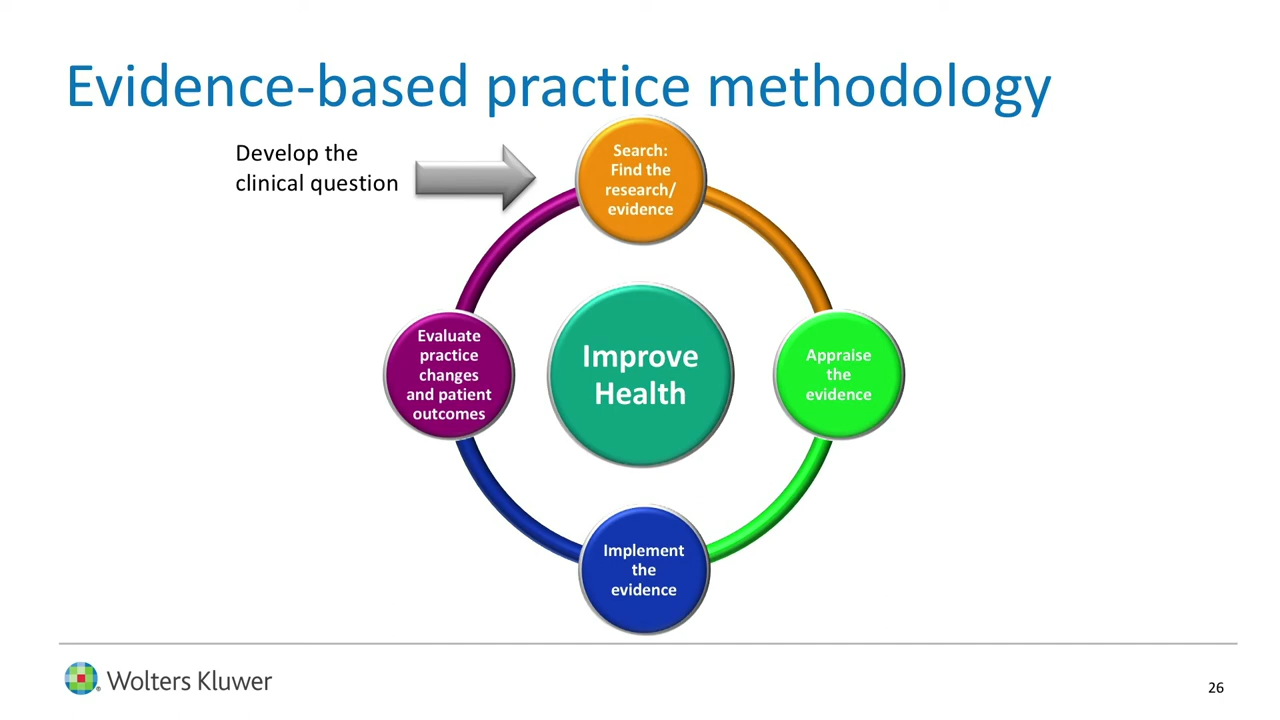 Evidence-based practice methodology
Develop the
clinical question
Search:
Find the
research/
evidence
Appraise
the
evidence
Implement
the
evidence
Evaluate
practice
changes
and patient
outcomes
Improve
Health
Wolters Kluwer
26